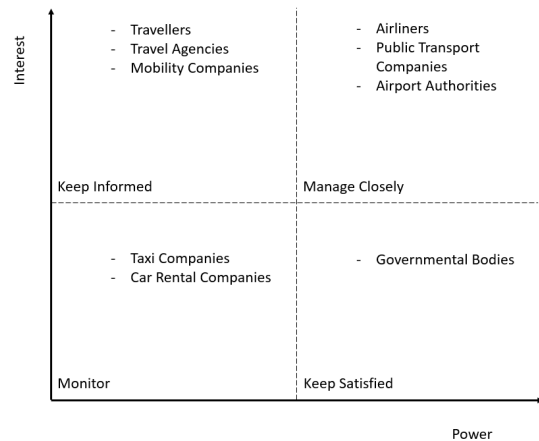 Interest
- Travellers
- Travel Agencies
- Mobility Companies
- Airliners
- Public Transport
Companies
- Airport Authorities
Keep Informed
Manage Closely
- Taxi Companies
- Car Rental Companies
- Governmental Bodies
Monitor
Keep Satisfied
Power